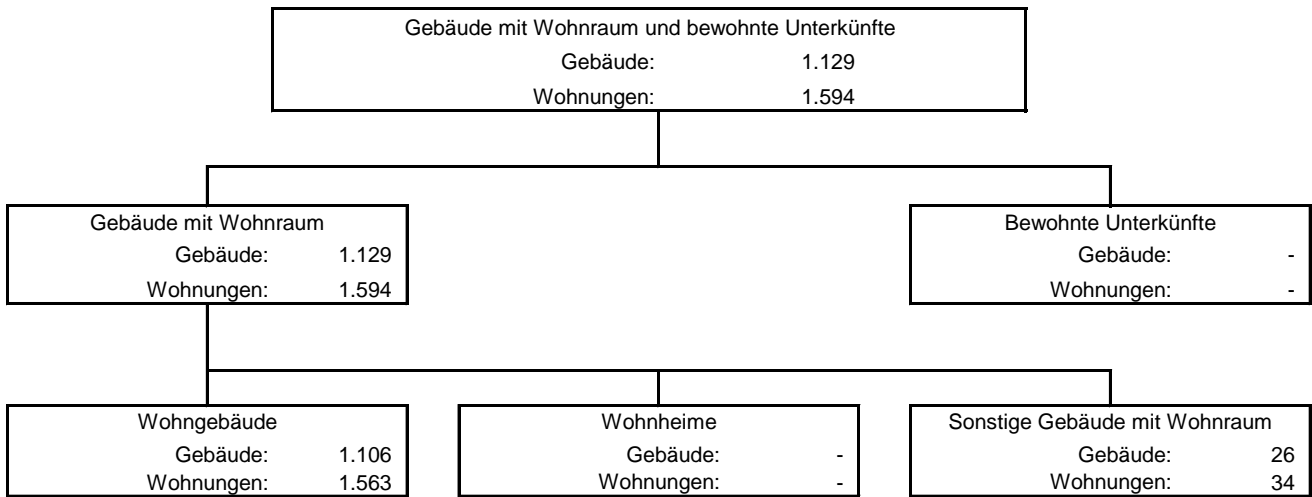 Gebäude mit Wohnraum und bewohnte Unterkünfte
Gebäude: 1.129
Wohnungen: 1.594
Gebäude mit Wohnraum
Gebäude: 1.129
Wohnungen: 1.594
Bewohnte Unterkünfte
Gebäude: -
Wohnungen: -
Wohngebäude
Gebäude: 1.106
Wohnungen: 1.563
Wohnheime
Gebäude: -
Wohnungen: -
Sonstige Gebäude mit Wohnraum
Gebäude: 26
Wohnungen: 34